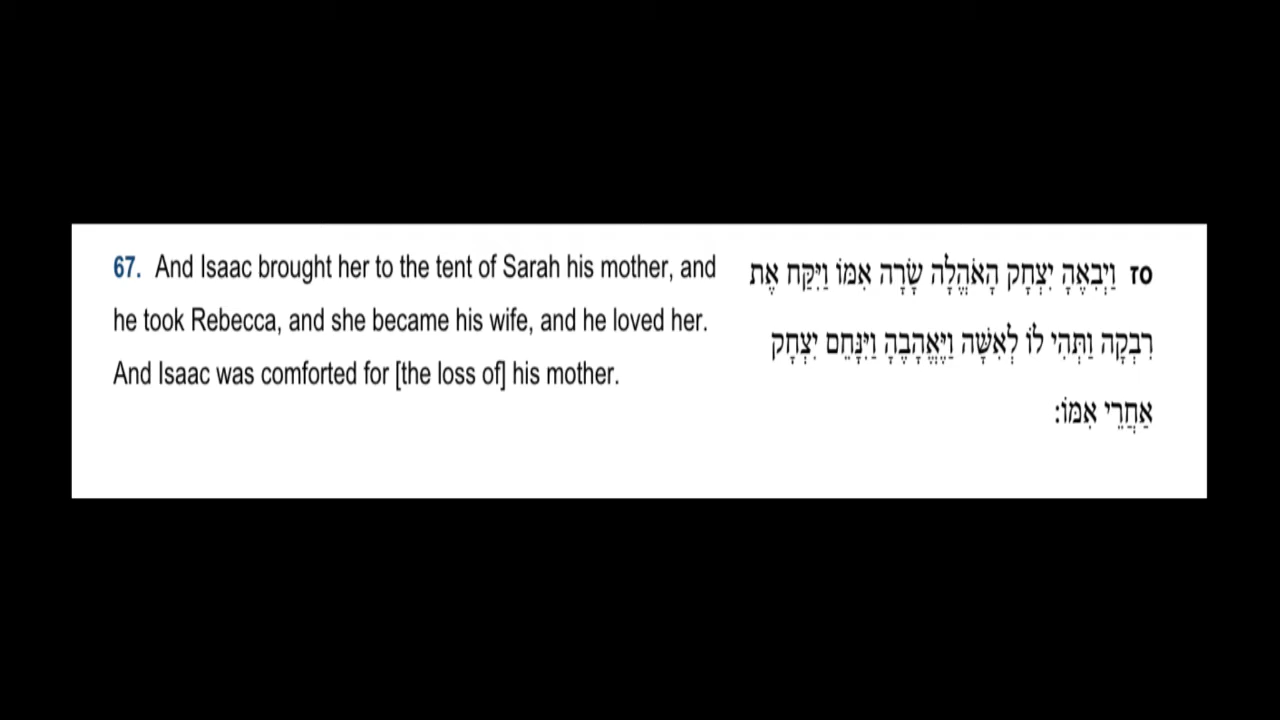 67. And Isaac brought her to the tent of Sarah his mother, and
he took Rebecca, and she became his wife, and he loved her.
And Isaac was comforted for [the loss of] his mother.
סז וַיְבִאֶהָ יִצְחָק הָאֹהֱלָה שָׂרָה אִמּוֹ וַיִּקַּח אֶת
רִבְקָה וַתְּהִי לוֹ לְאִשָּׁה וַיֶּאֱהָבֶהָ וַיִּנָּחֵם יִצְחָק
אַחֲרֵי אִמּוֹ: